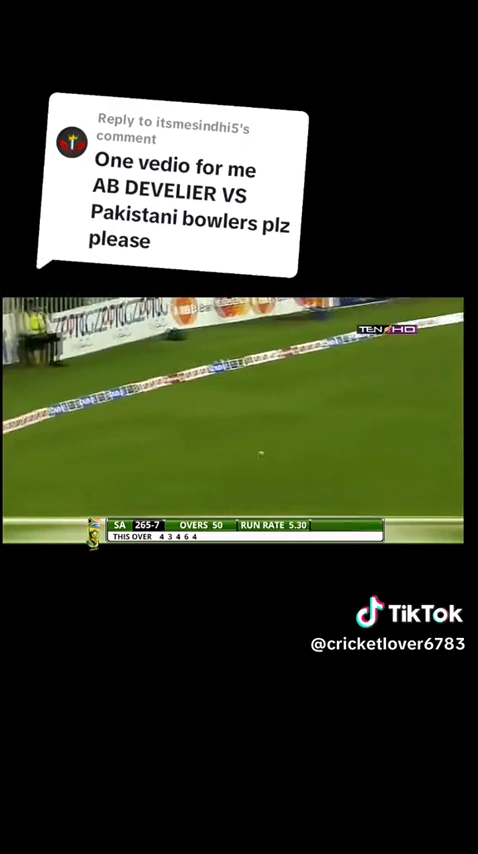 Reply to itsmesindhi5's
comment
One vedio for me
AB DEVELIER VS
Pakistani bowlers plz
please
TEN HD
SA 265-7 OVERS 50 RUN RATE 5.30
THIS OVER 4 3 4 6 4
TikTok
@cricketlover6783